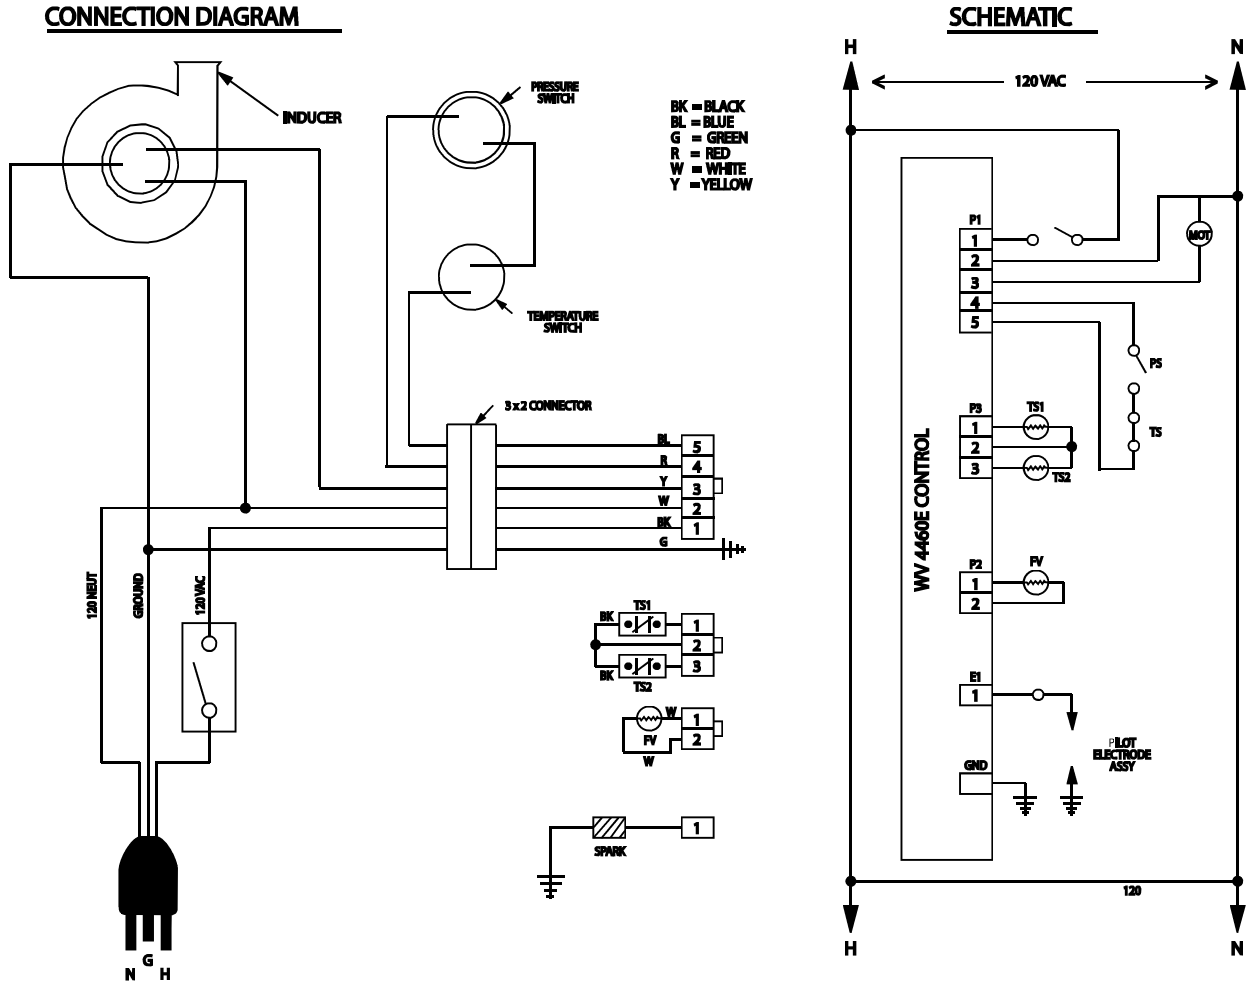 CONNECTION DIAGRAM
INDUCER
PRESSURE
SWITCH
BK = BLACK
BL = BLUE
G = GREEN
R = RED
W = WHITE
Y = YELLOW
TEMPERATURE
SWITCH
3 x 2 CONNECTOR
BL
5
R
4
Y
3
W
2
BK
1
G
120 NEUT
GROUND
120 VAC
TS1
BK
1
2
3
BK
TS2
W
1
FV
2
W
1
SPARK
N
G
H
SCHEMATIC
H
N
120 VAC
P1
1
2
3
4
5
MOT
PS
TS
WV 4460E CONTROL
P3
1
2
3
TS1
TS2
P2
1
2
FV
E1
1
PILOT
ELECTRODE
ASSY
GND
120
H
N